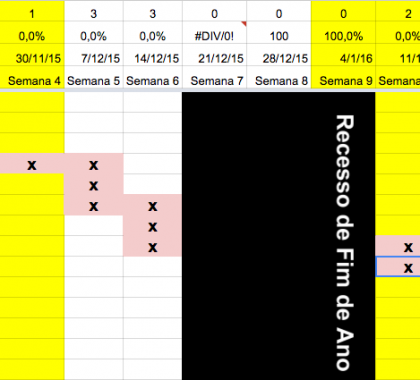 1 3 3 0 0 0 2
0,0% 0,0% 0,0% #DIV/0! 100 100,0% 0,0%
30/11/15 7/12/15 14/12/15 21/12/15 28/12/15 4/1/16 11/1
Semana 4 Semana 5 Semana 6 Semana 7 Semana 8 Semana 9 Semana
x x
x
x x
x
x x
x
Recesso de Fim de Ano